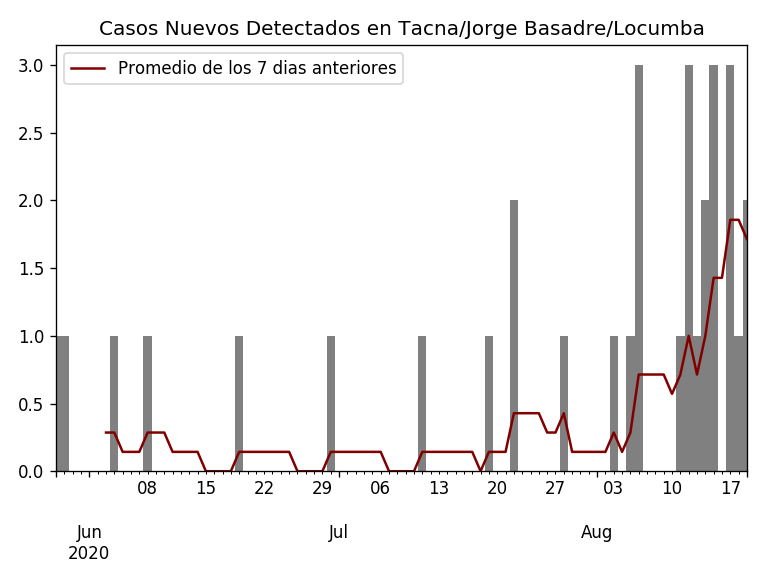 Casos Nuevos Detectados en Tacna/Jorge Basadre/Locumba
Promedio de los 7 dias anteriores
3.0
2.5
2.0
1.5
1.0
0.5
0.0
08 15 22 29 06 13 20 27 03 10 17
Jun Jul Aug
2020